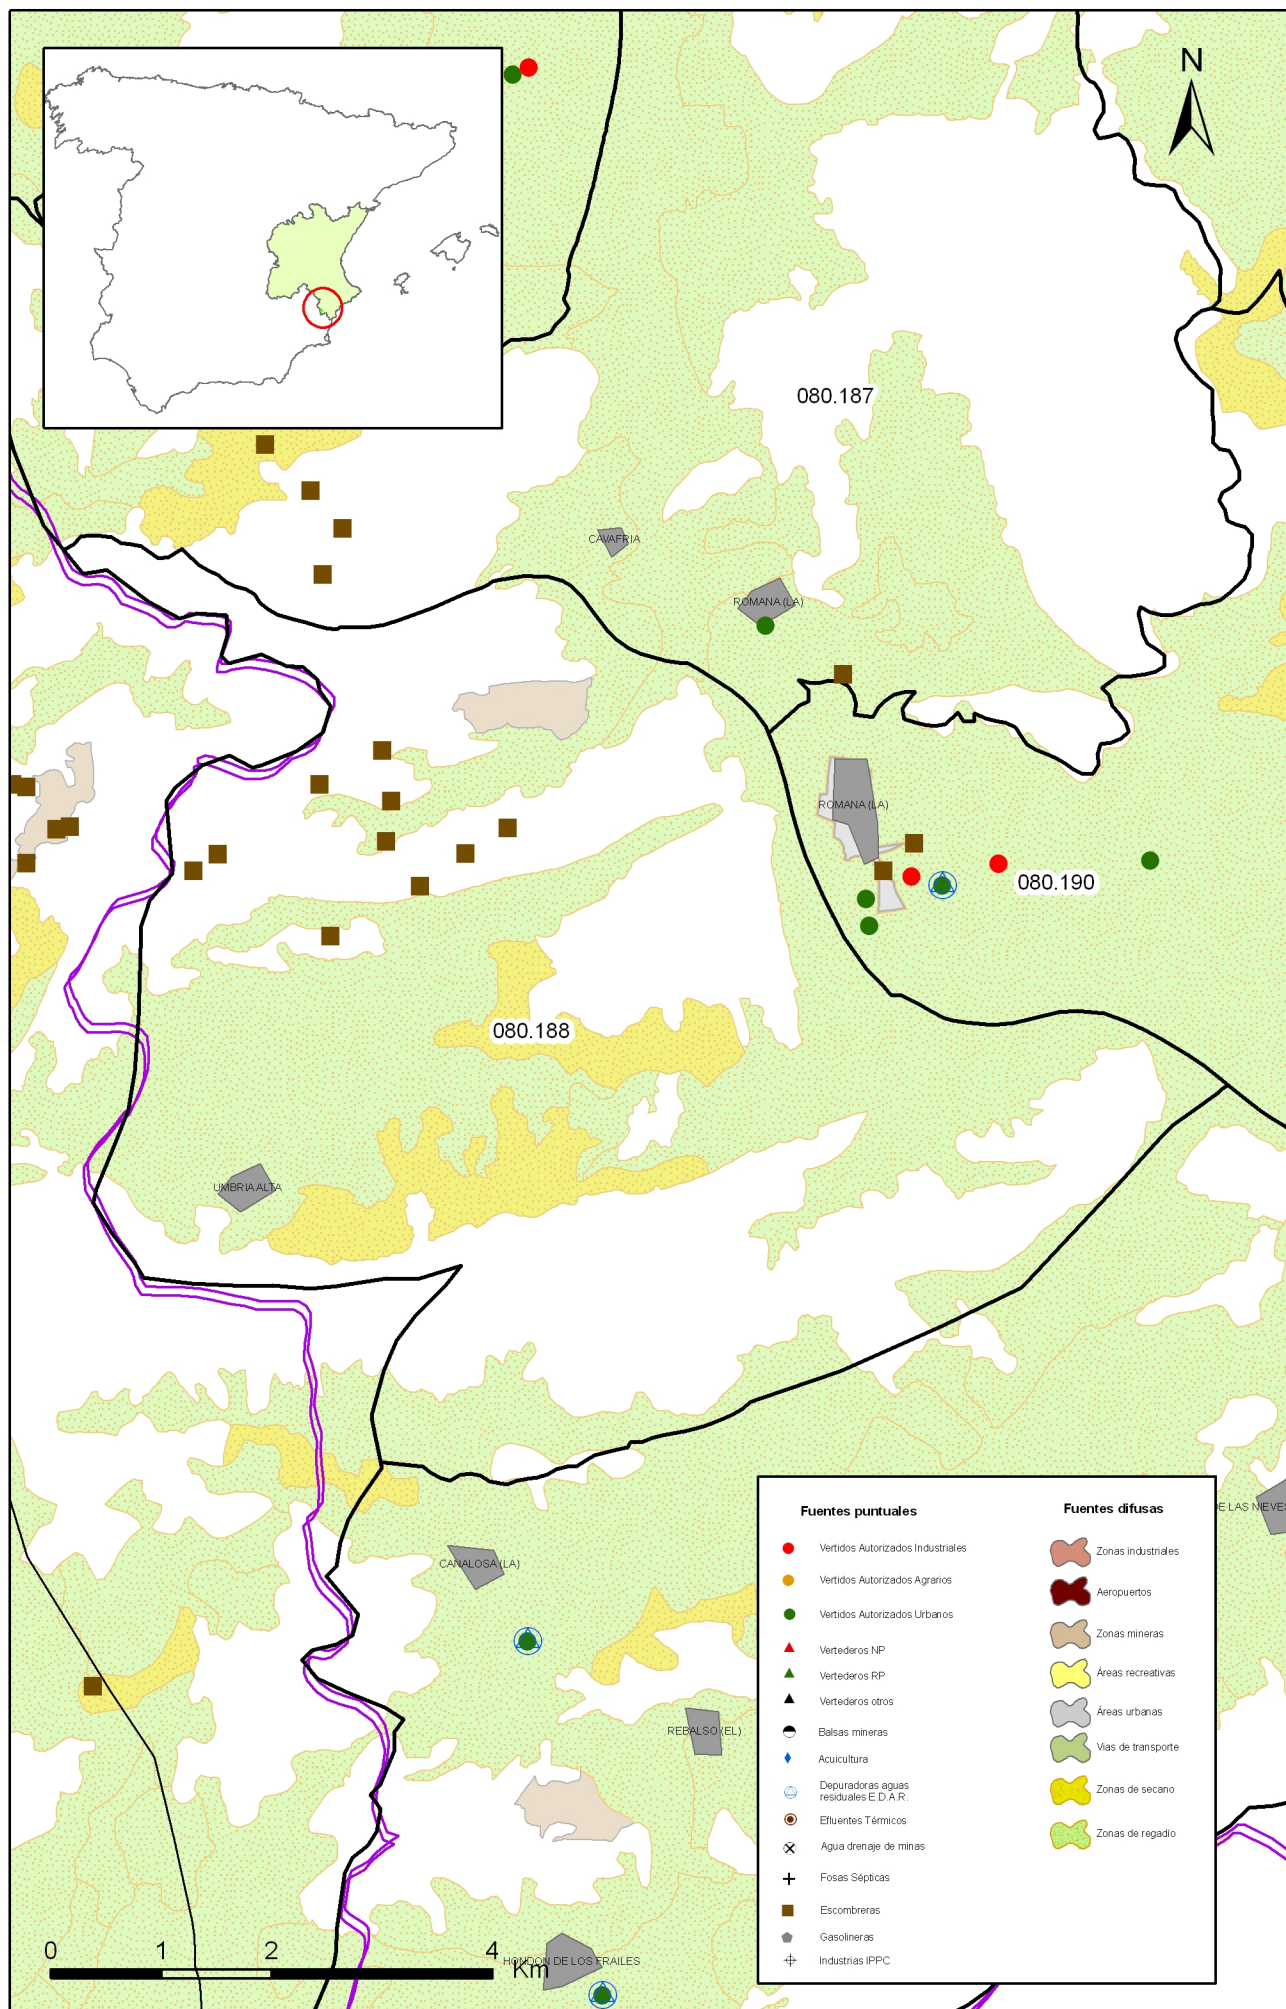 N
080.187
CAVAFRIA
ROMANA (LA)
ROMANA (LA)
080.190
080.188
UMBRIA ALTA
CANALOSA (LA)
REBALSO (EL)
HONDON DE LOS FRAILES
DE LAS NIEVES
0 1 2 4
Km
Fuentes puntuales
Vertidos Autorizados Industriales
Vertidos Autorizados Agrarios
Vertidos Autorizados Urbanos
Vertederos NP
Vertederos RP
Vertederos otros
Balsas mineras
Acuicultura
Depuradoras aguas
residuales E.D.A.R.
Efluentes Térmicos
Agua drenaje de minas
Fosas Sépticas
Escombreras
Gasolineras
Industrias IPPC
Fuentes difusas
Zonas industriales
Aeropuertos
Zonas mineras
Áreas recreativas
Áreas urbanas
Vias de transporte
Zonas de secano
Zonas de regadío